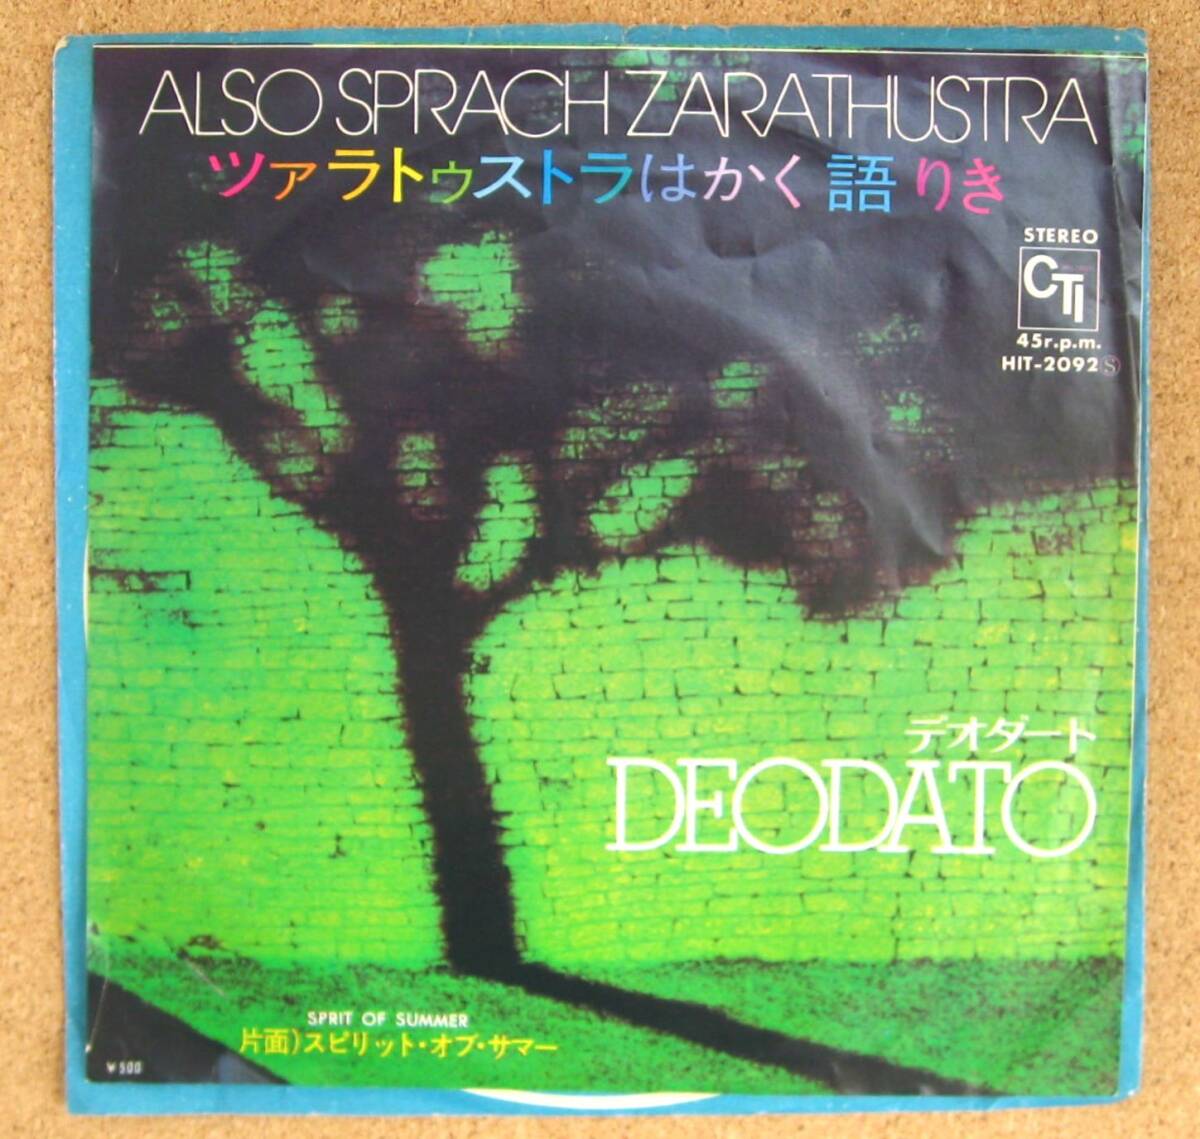 ALSO SPRACH ZARATHUSTRA
ツァラトゥストラはかく語りき
STEREO
CTI
45r.p.m.
HIT-2092 Ⓢ
デオダート
DEODATO
SPRIT OF SUMMER
片面)スピリット・オブ・サマー
¥500